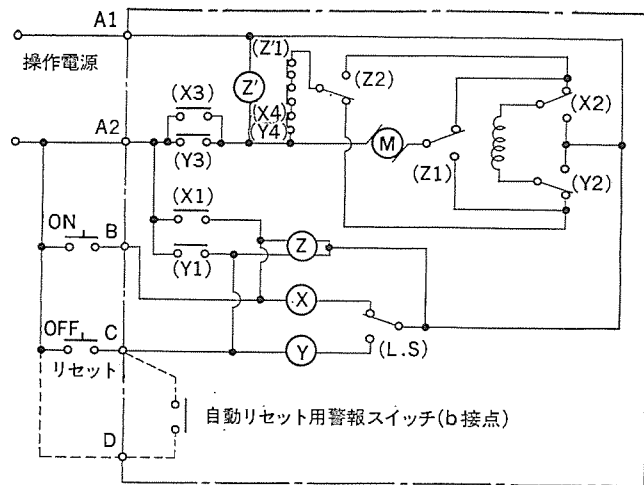 A1
操作電源
(Z'1)
Z'
(Z2)
(X3)
(X4)
(Y4)
(X2)
A2
(Y3)
M
(Z1)
(Y2)
(X1)
ON
B
(Y1)
Z
X
OFF
C
Y
(L.S)
リセット
自動リセット用警報スイッチ(b接点)
D